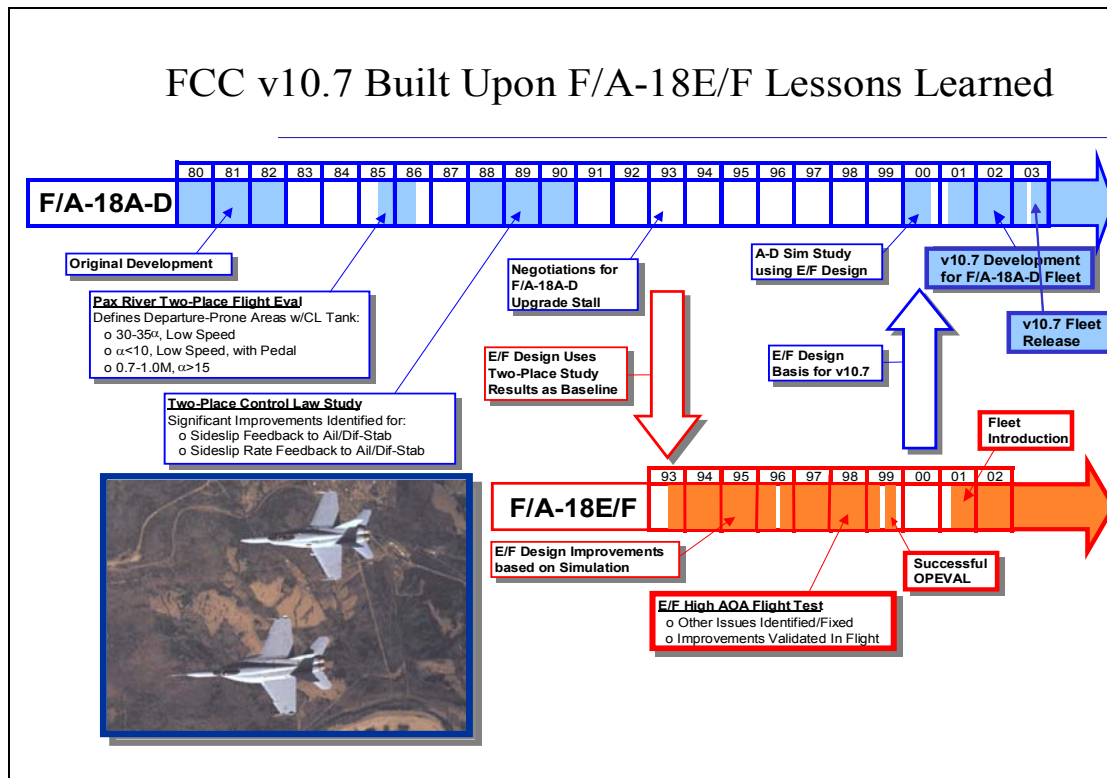 FCC v10.7 Built Upon F/A-18E/F Lessons Learned
80 81 82 83 84 85 86 87 88 89 90 91 92 93 94 95 96 97 98 99 00 01 02 03
F/A-18A-D
Original Development
Pax River Two-Place Flight Eval
Defines Departure-Prone Areas w/CL Tank:
o 30-35α, Low Speed
o α<10, Low Speed, with Pedal
o 0.7-1.0M, α>15
Two-Place Control Law Study
Significant Improvements Identified for:
o Sideslip Feedback to Ail/Dif-Stab
o Sideslip Rate Feedback to Ail/Dif-Stab
Negotiations for
F/A-18A-D
Upgrade Stall
A-D Sim Study
using E/F Design
v10.7 Development
for F/A-18A-D Fleet
v10.7 Fleet
Release
E/F Design Uses
Two-Place Study
Results as Baseline
E/F Design
Basis for v10.7
Fleet
Introduction
93 94 95 96 97 98 99 00 01 02
F/A-18E/F
E/F Design Improvements
based on Simulation
Successful
OPEVAL
E/F High AOA Flight Test
o Other Issues Identified/Fixed
o Improvements Validated In Flight